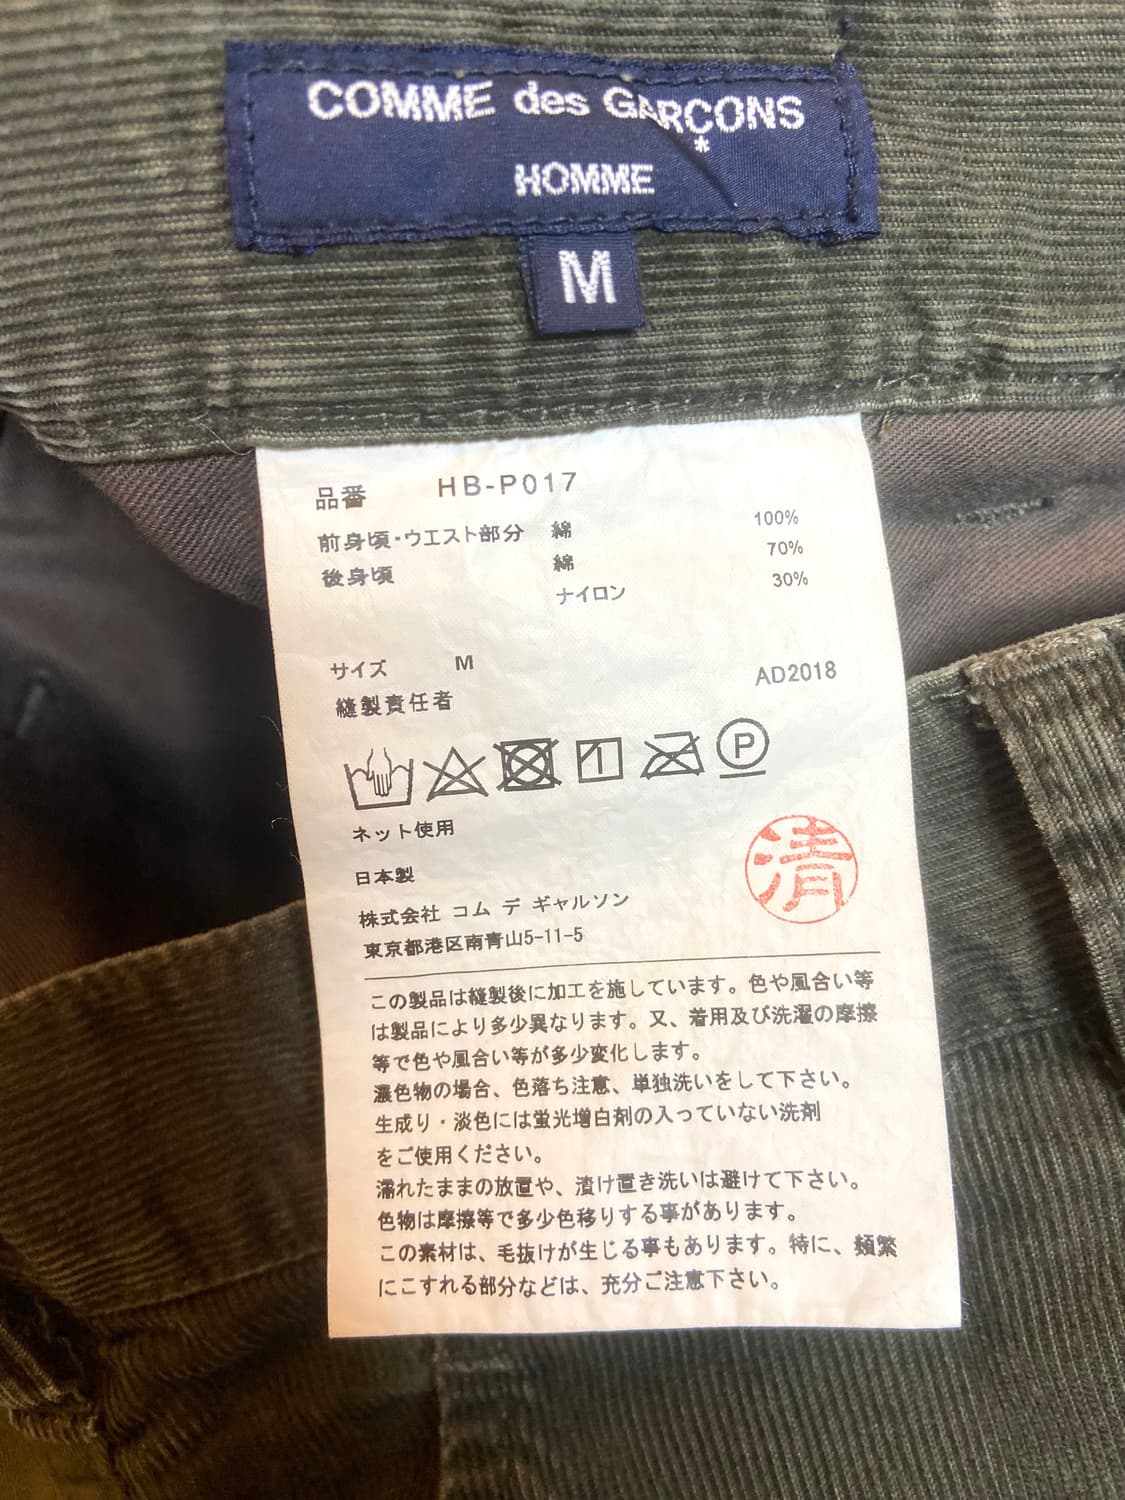 COMME des GARÇONS
*
HOMME
M
品番 HB-P017
前身頃・ウエスト部分 綿 100%
後身頃 綿 70%
ナイロン 30%
サイズ M
AD2018
縫製責任者
P
ネット使用
清
日本製
株式会社 コム デ ギャルソン
東京都港区南青山5-11-5
この製品は縫製後に加工を施しています。色や風合い等
は製品により多少異なります。又、着用及び洗濯の摩擦
等で色や風合い等が多少変化します。
濃色物の場合、色落ち注意、単独洗いをして下さい。
生成り・淡色には蛍光増白剤の入っていない洗剤
をご使用ください。
濡れたままの放置や、漬け置き洗いは避けて下さい。
色物は摩擦等で多少色移りする事があります。
この素材は、毛抜けが生じる事もあります。特に、頻繁
にこすれる部分などは、充分ご注意下さい。